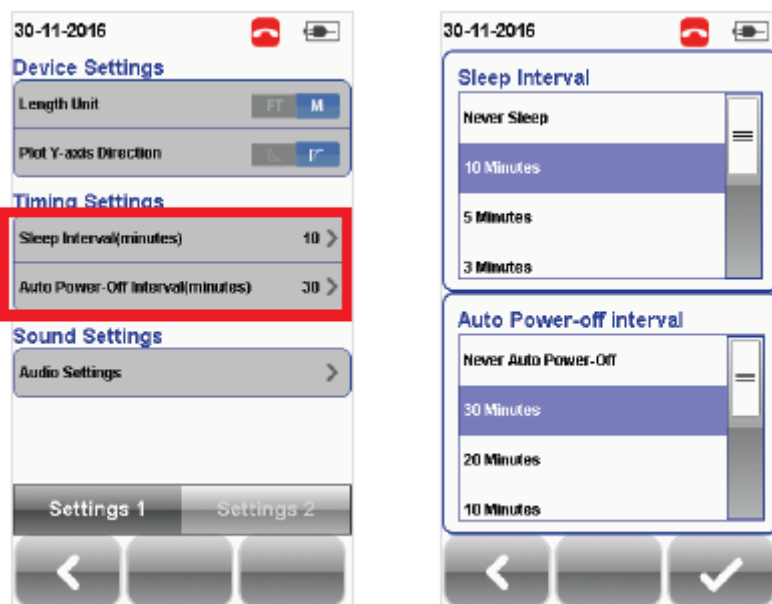 30-11-2016
Device Settings
Length Unit FT M
Plot Y-axis Direction
Timing Settings
Sleep Interval(minutes) 10
Auto Power-Off Interval(minutes) 30
Sound Settings
Audio Settings
Settings 1 Settings 2
30-11-2016
Sleep Interval
Never Sleep
10 Minutes
5 Minutes
3 Minutes
Auto Power-off interval
Never Auto Power-Off
30 Minutes
20 Minutes
10 Minutes